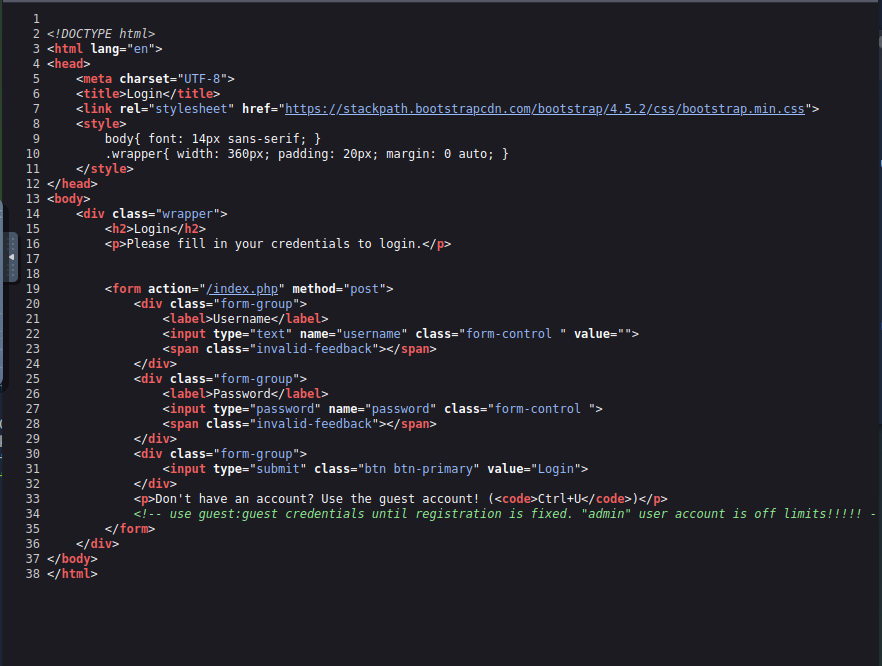 1
2 <!DOCTYPE html>
3 <html lang="en">
4 <head>
5     <meta charset="UTF-8">
6     <title>Login</title>
7     <link rel="stylesheet" href="https://stackpath.bootstrapcdn.com/bootstrap/4.5.2/css/bootstrap.min.css">
8     <style>
9         body{ font: 14px sans-serif; }
10         .wrapper{ width: 360px; padding: 20px; margin: 0 auto; }
11     </style>
12 </head>
13 <body>
14     <div class="wrapper">
15         <h2>Login</h2>
16         <p>Please fill in your credentials to login.</p>
17
18
19         <form action="/index.php" method="post">
20             <div class="form-group">
21                 <label>Username</label>
22                 <input type="text" name="username" class="form-control " value="">
23                 <span class="invalid-feedback"></span>
24             </div>
25             <div class="form-group">
26                 <label>Password</label>
27                 <input type="password" name="password" class="form-control ">
28                 <span class="invalid-feedback"></span>
29             </div>
30             <div class="form-group">
31                 <input type="submit" class="btn btn-primary" value="Login">
32             </div>
33             <p>Don't have an account? Use the guest account! (<code>Ctrl+U</code>)</p>
34             <!-- use guest:guest credentials until registration is fixed. "admin" user account is off limits!!!!! -
35         </form>
36     </div>
37 </body>
38 </html>